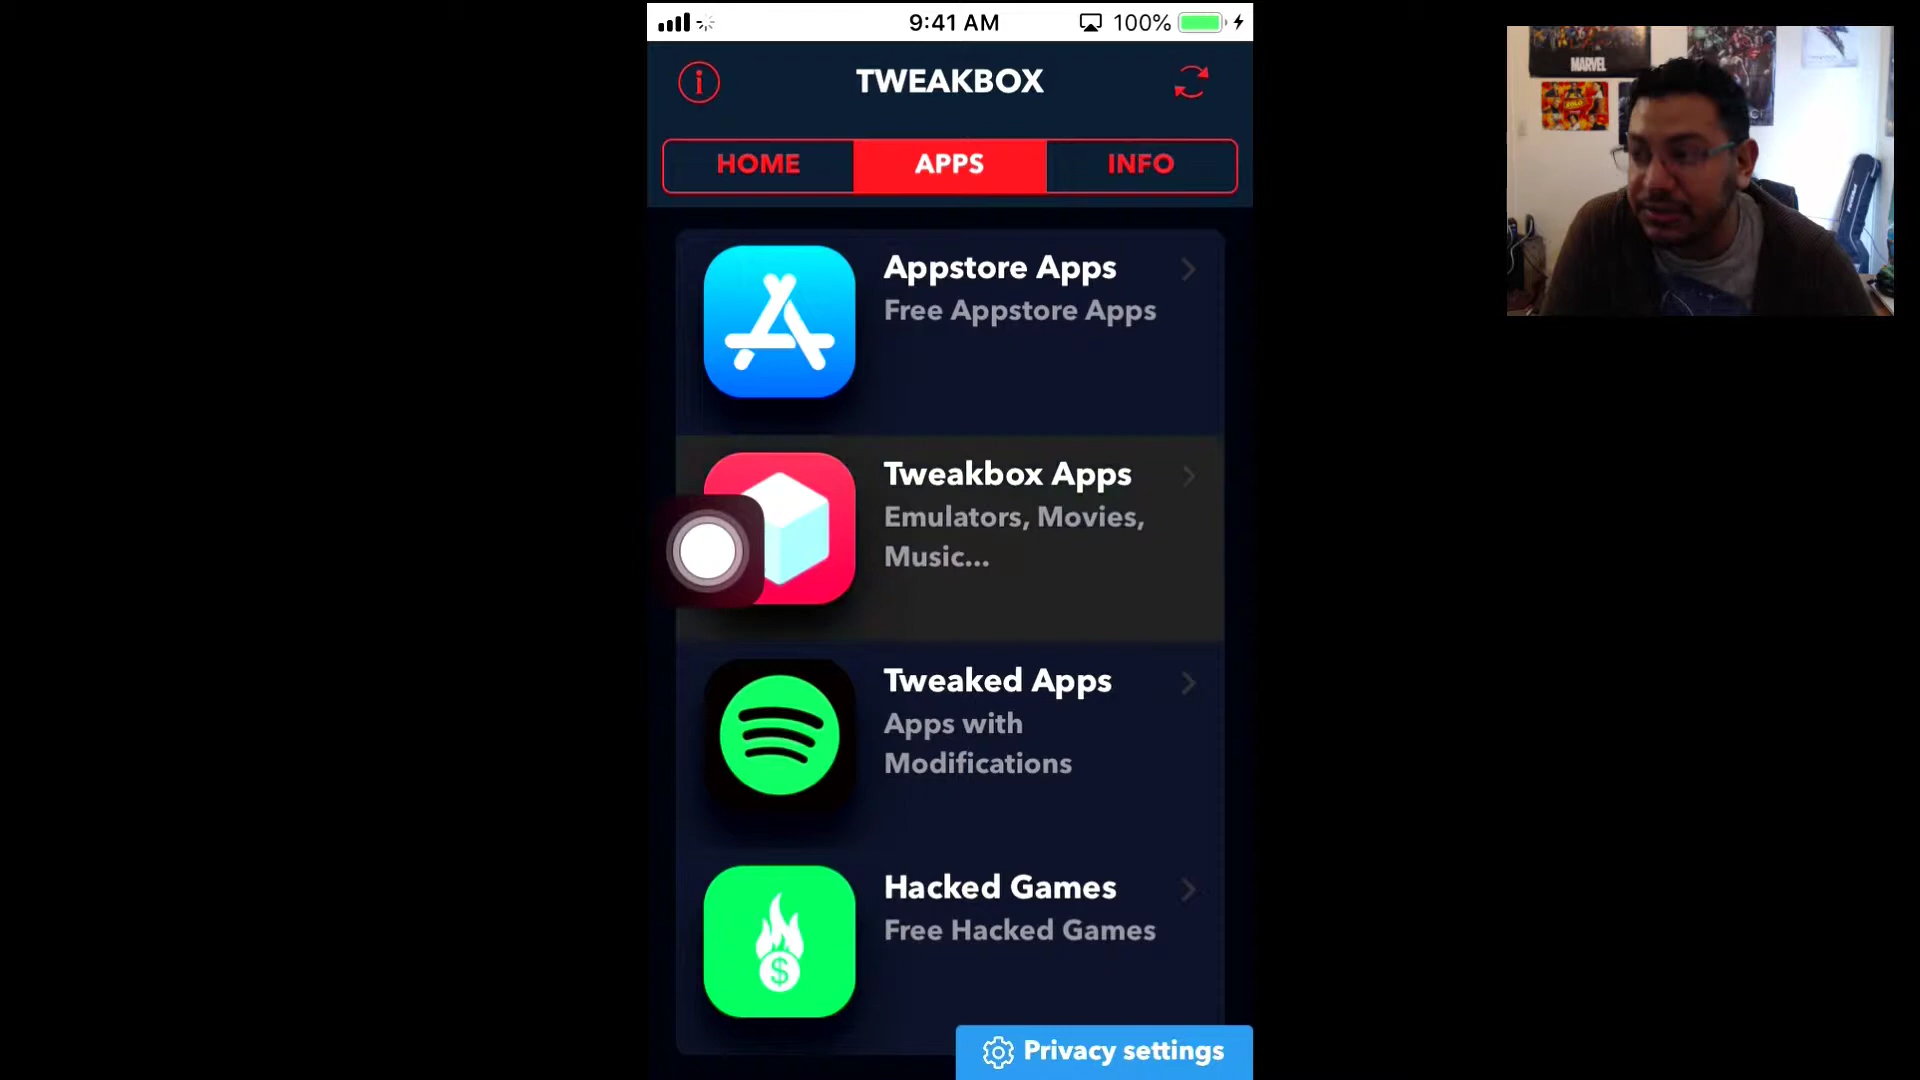 9:41 AM
100%
TWEAKBOX
HOME
APPS
INFO
Appstore Apps
Free Appstore Apps
Tweakbox Apps
Emulators, Movies,
Music...
Tweaked Apps
Apps with
Modifications
Hacked Games
Free Hacked Games
Privacy settings
MARVEL